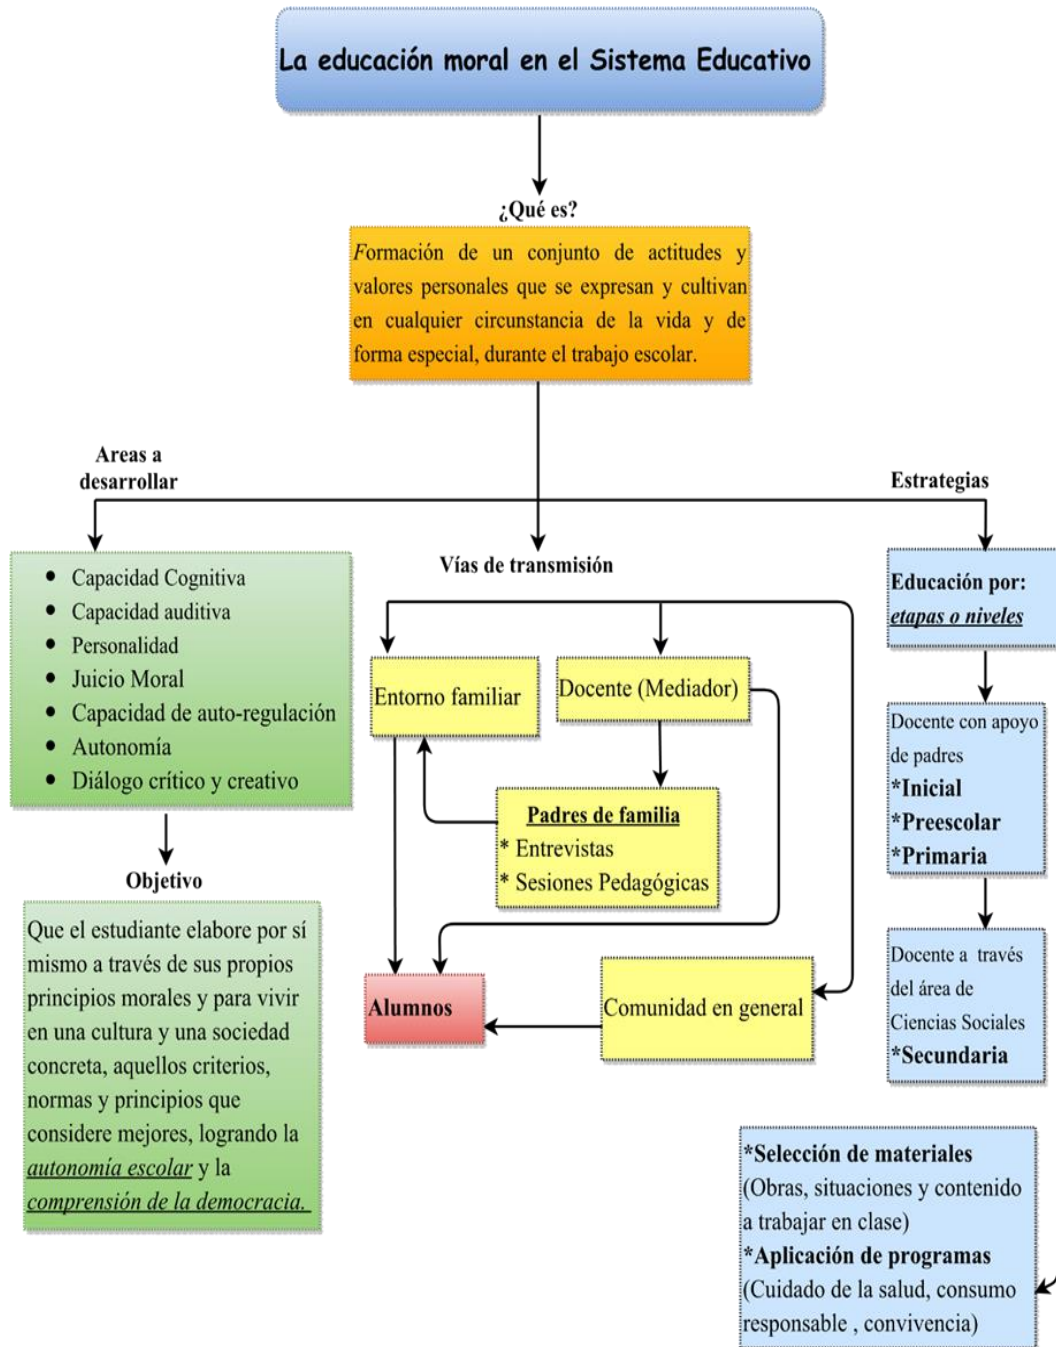 La educación moral en el Sistema Educativo
¿Qué es?
Formación de un conjunto de actitudes y
valores personales que se expresan y cultivan
en cualquier circunstancia de la vida y de
forma especial, durante el trabajo escolar.
Areas a
desarrollar
• Capacidad Cognitiva
• Capacidad auditiva
• Personalidad
• Juicio Moral
• Capacidad de auto-regulación
• Autonomía
• Diálogo crítico y creativo
Objetivo
Que el estudiante elabore por sí
mismo a través de sus propios
principios morales y para vivir
en una cultura y una sociedad
concreta, aquellos criterios,
normas y principios que
considere mejores, logrando la
autonomía escolar y la
comprensión de la democracia.
Vías de transmisión
Entorno familiar
Docente (Mediador)
Padres de familia
* Entrevistas
* Sesiones Pedagógicas
Alumnos
Comunidad en general
Estrategias
Educación por:
etapas o niveles
Docente con apoyo
de padres
*Inicial
*Preescolar
*Primaria
Docente a través
del área de
Ciencias Sociales
*Secundaria
*Selección de materiales
(Obras, situaciones y contenido
a trabajar en clase)
*Aplicación de programas
(Cuidado de la salud, consumo
responsable , convivencia)